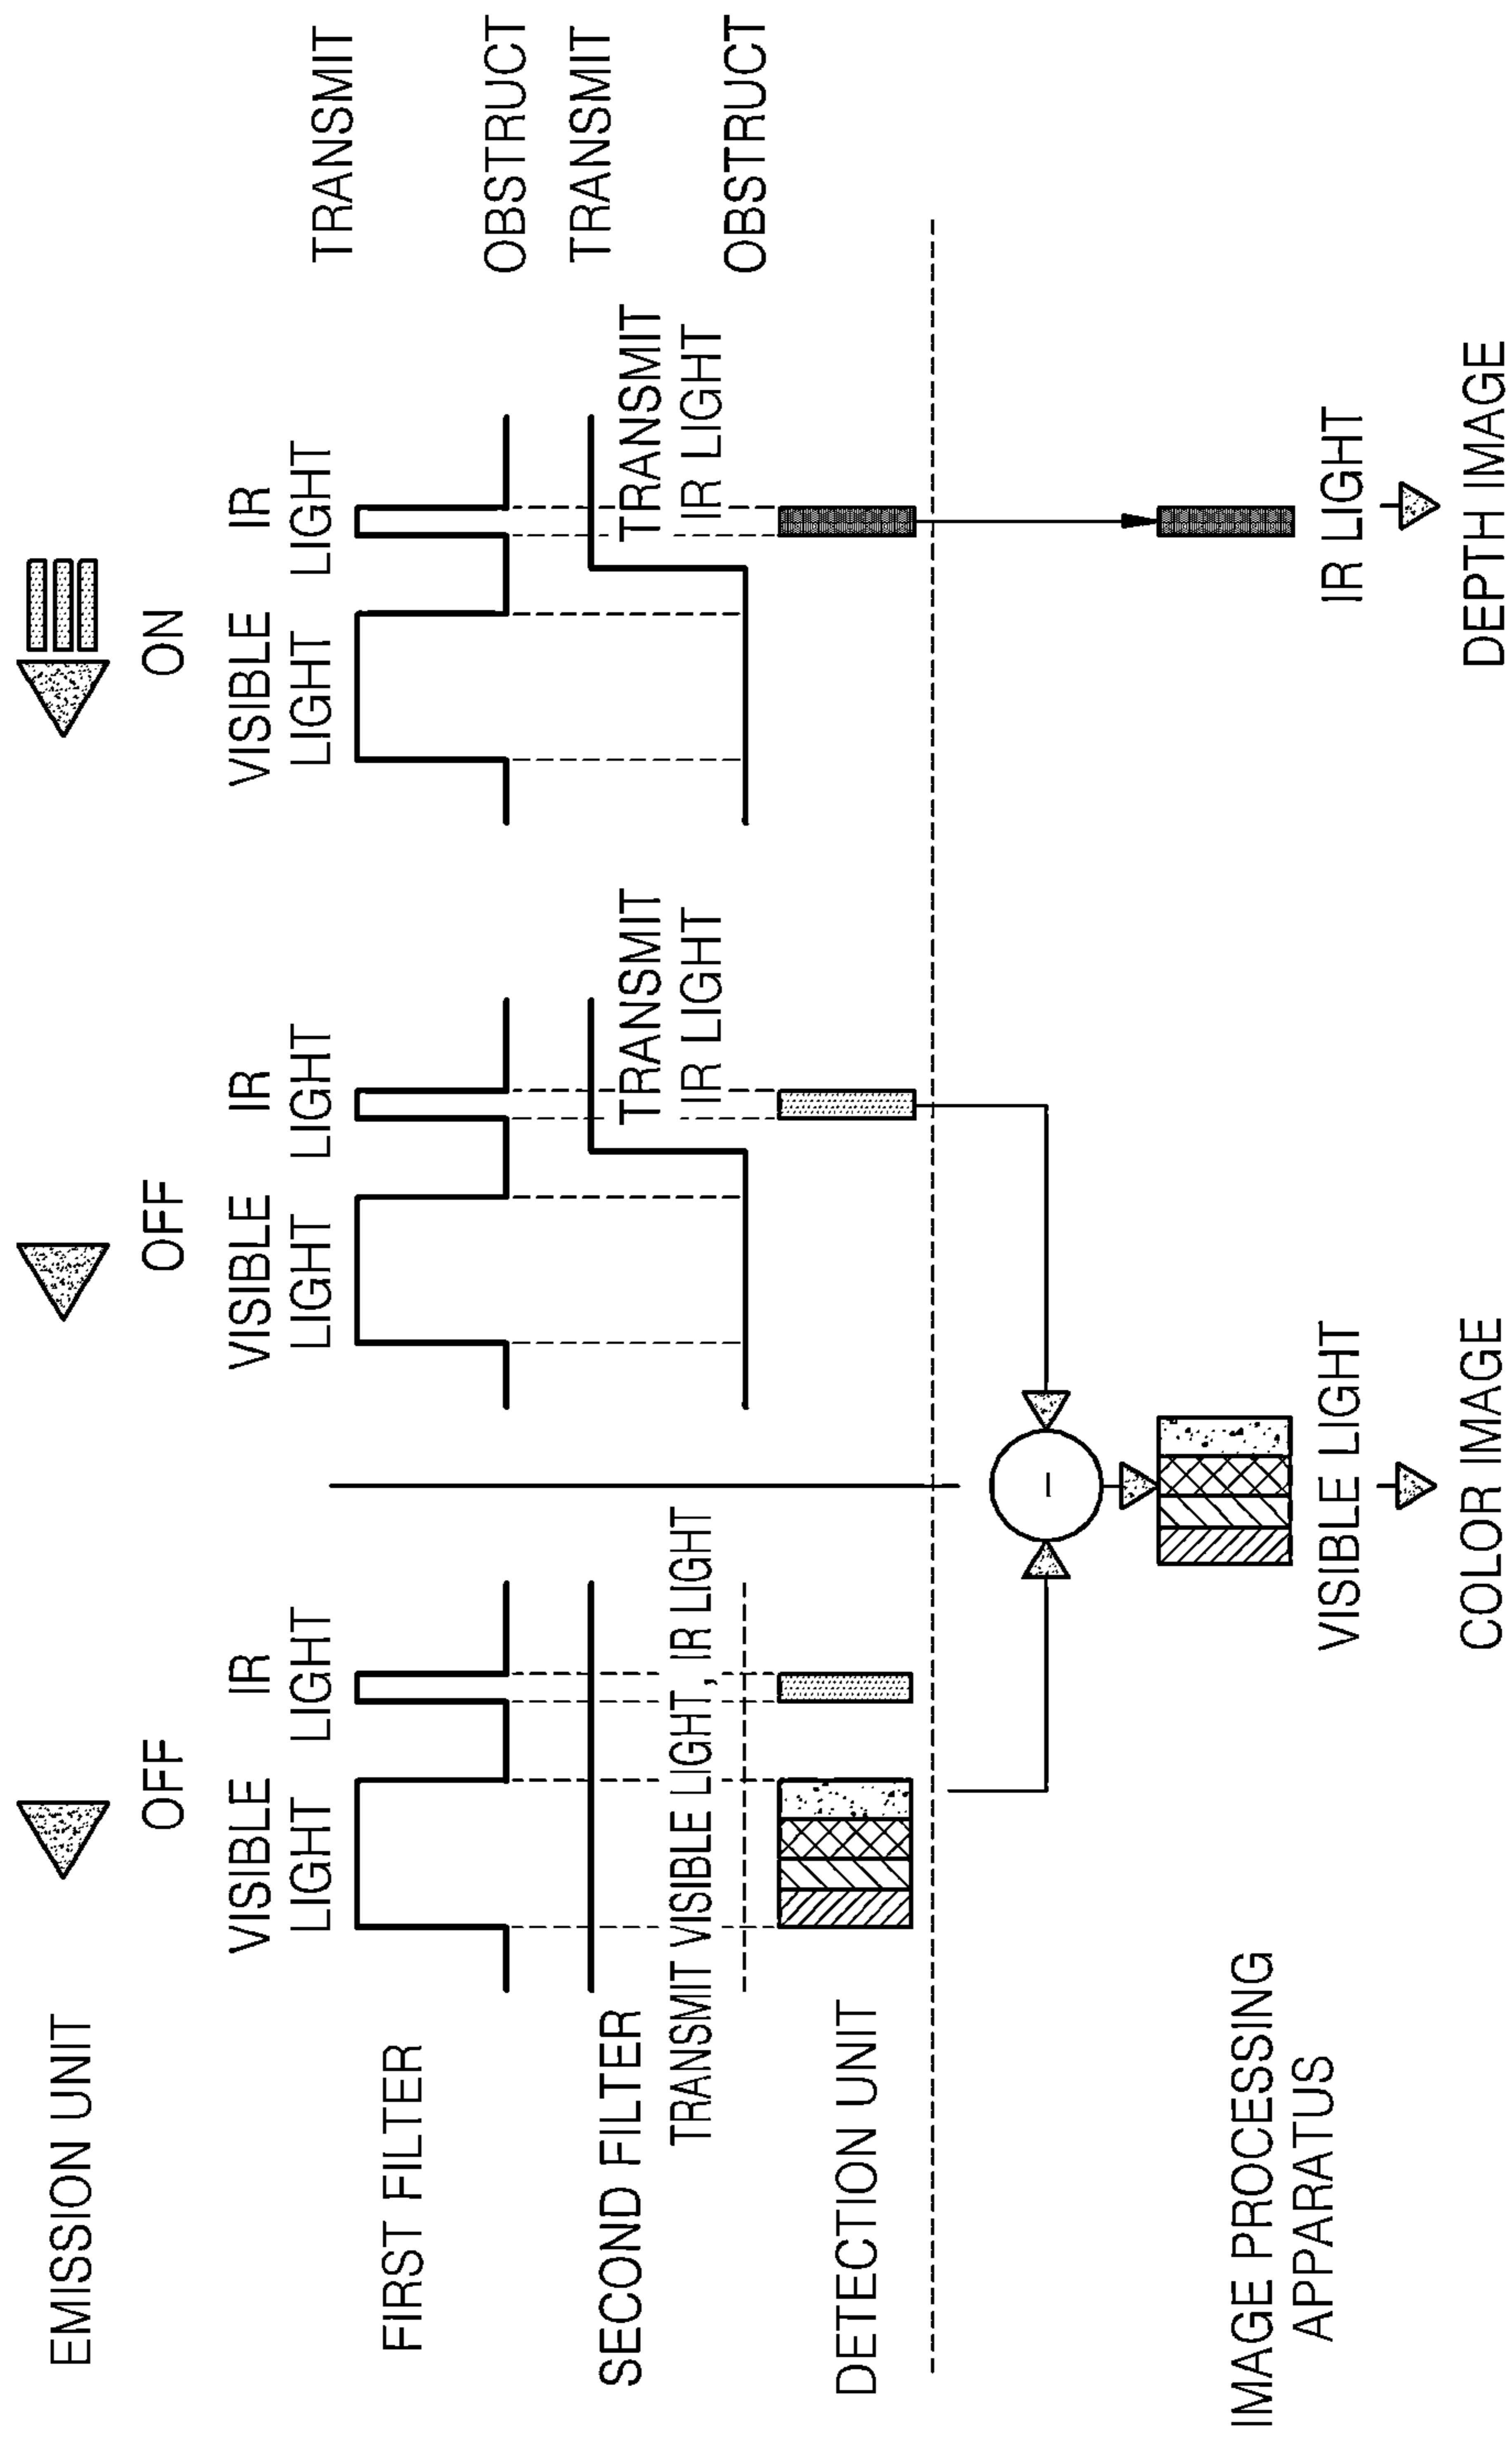 EMISSION UNIT
OFF
OFF
ON
VISIBLE
LIGHT
IR
LIGHT
VISIBLE
LIGHT
IR
LIGHT
VISIBLE
LIGHT
IR
LIGHT
TRANSMIT
FIRST FILTER
OBSTRUCT
TRANSMIT
SECOND FILTER
TRANSMIT VISIBLE LIGHT, IR LIGHT
TRANSMIT
IR LIGHT
TRANSMIT
IR LIGHT
OBSTRUCT
DETECTION UNIT
IMAGE PROCESSING
APPARATUS
VISIBLE LIGHT
IR LIGHT
COLOR IMAGE
DEPTH IMAGE